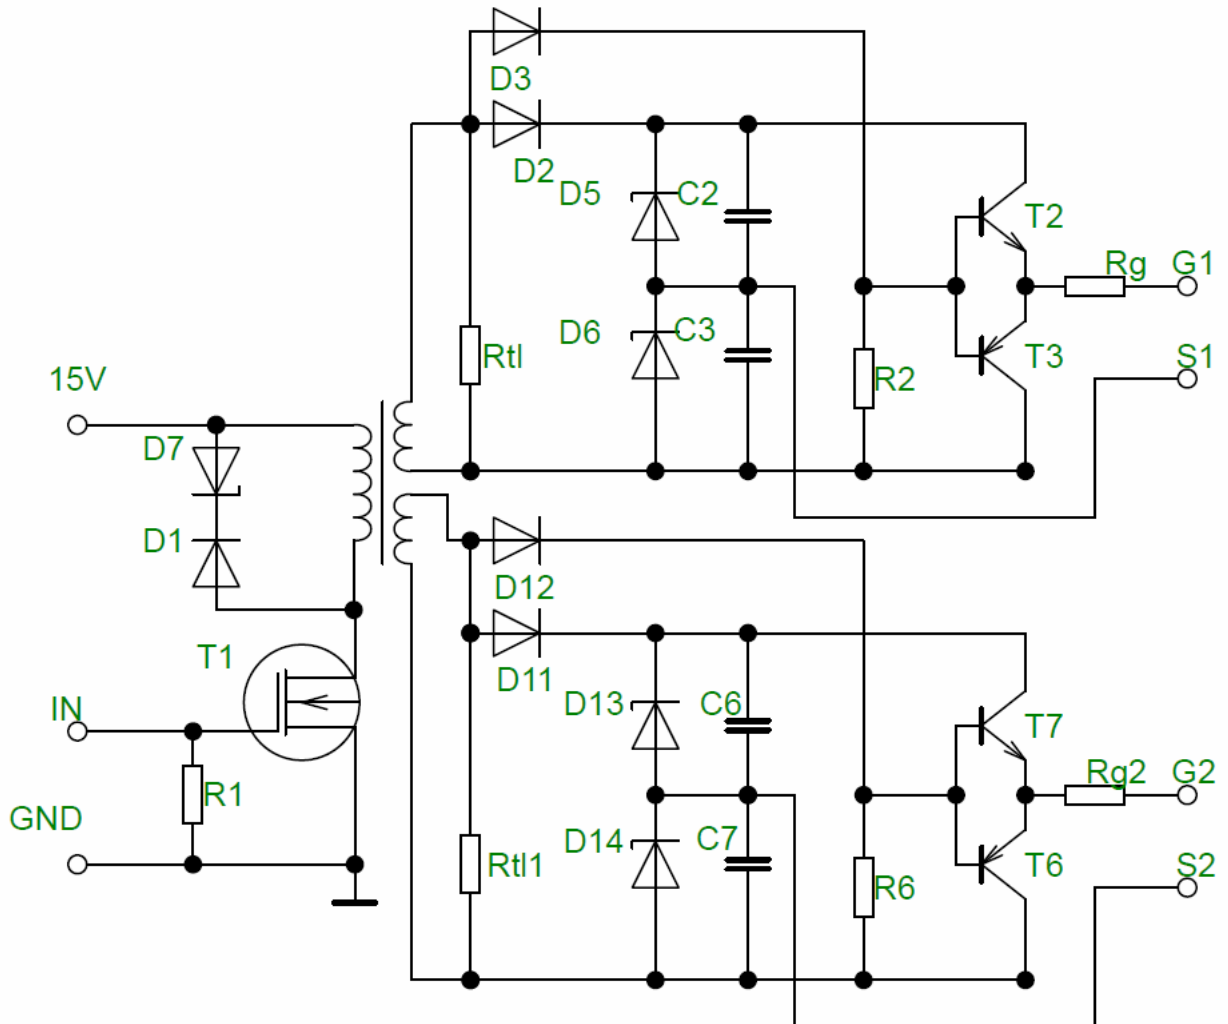 D3
D2
D5
C2
T2
Rg
G1
D6
C3
Rtl
R2
T3
S1
15V
D7
D1
D12
T1
D11
D13
C6
T7
IN
Rg2
G2
R1
GND
D14
C7
Rtl1
R6
T6
S2